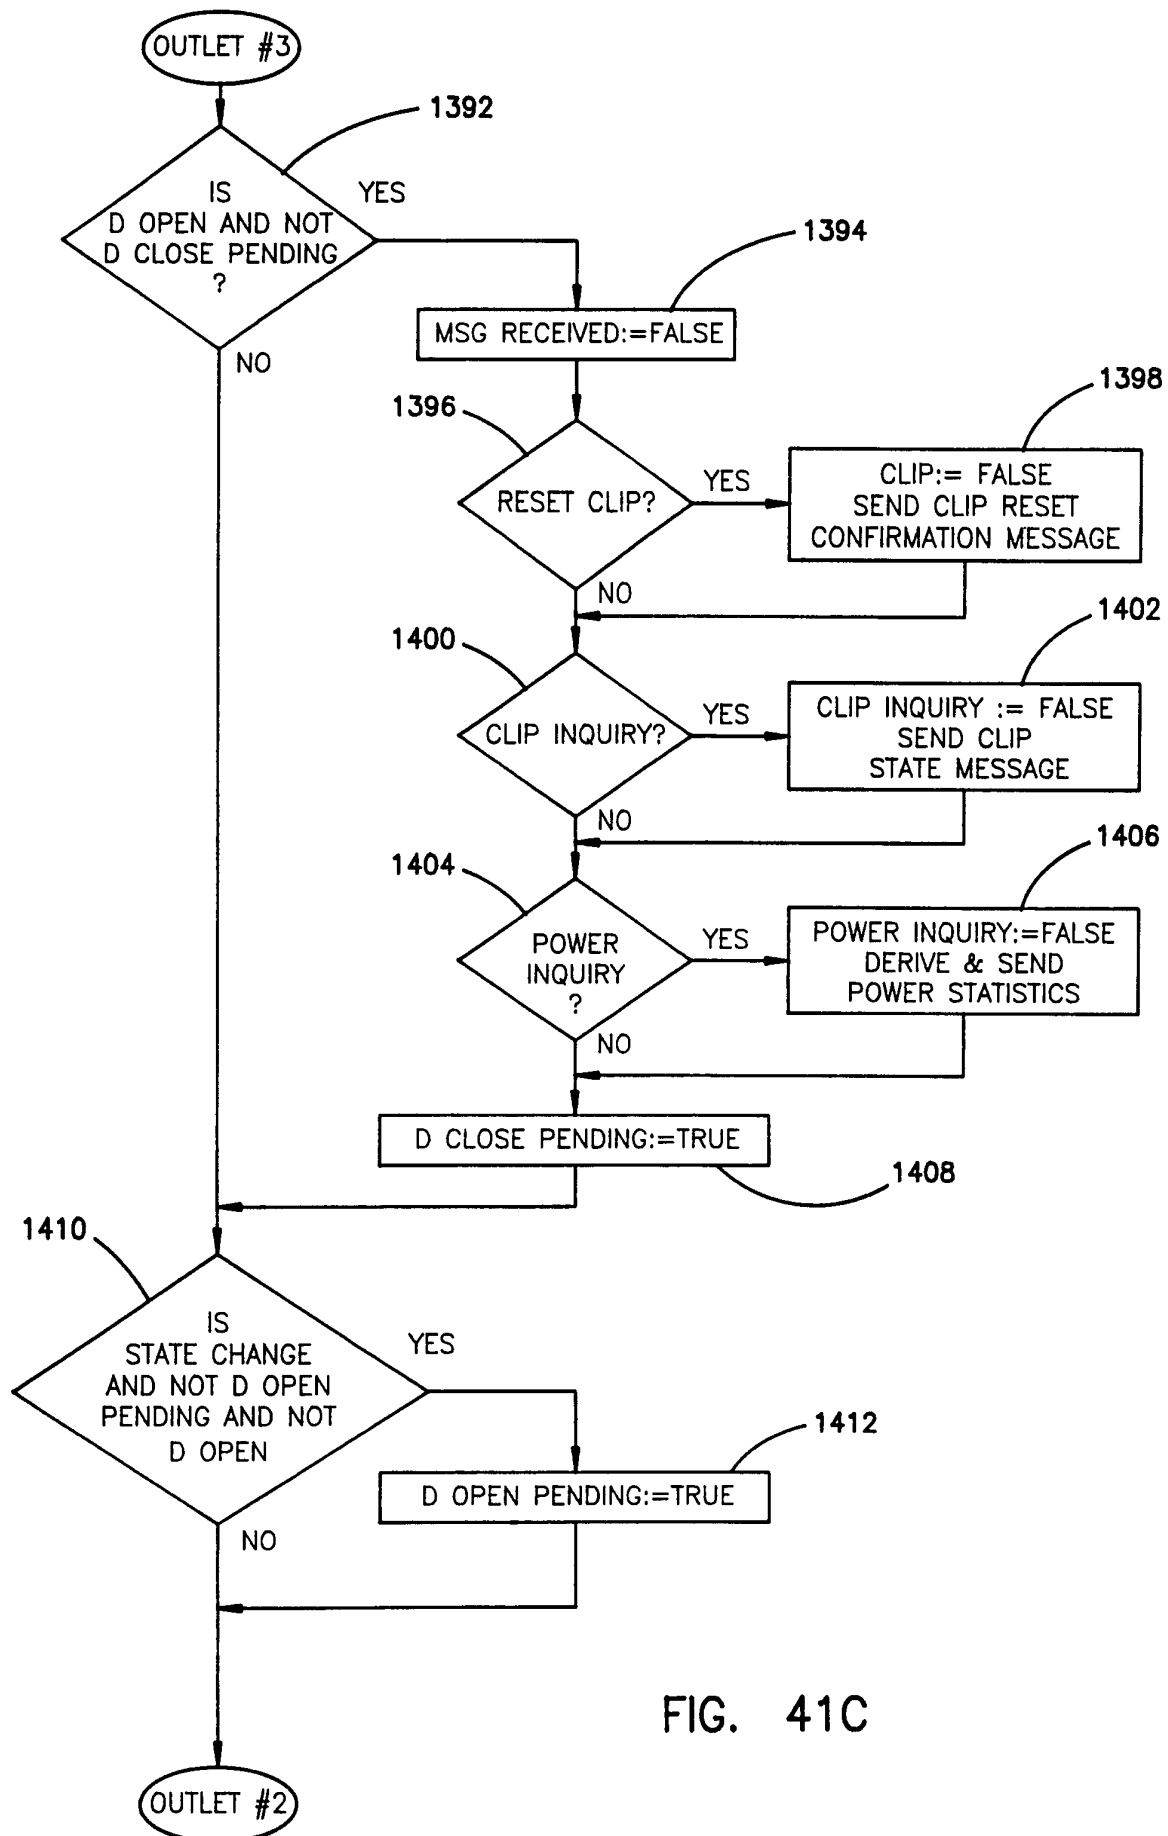 OUTLET #3
1392
IS
D OPEN AND NOT
D CLOSE PENDING
?
YES
NO
1394
MSG RECEIVED:=FALSE
1396
RESET CLIP?
YES
NO
1398
CLIP:= FALSE
SEND CLIP RESET
CONFIRMATION MESSAGE
1400
CLIP INQUIRY?
YES
NO
1402
CLIP INQUIRY := FALSE
SEND CLIP
STATE MESSAGE
1404
POWER
INQUIRY
?
YES
NO
1406
POWER INQUIRY:=FALSE
DERIVE & SEND
POWER STATISTICS
D CLOSE PENDING:=TRUE
1408
1410
IS
STATE CHANGE
AND NOT D OPEN
PENDING AND NOT
D OPEN
YES
NO
1412
D OPEN PENDING:=TRUE
FIG. 41C
OUTLET #2